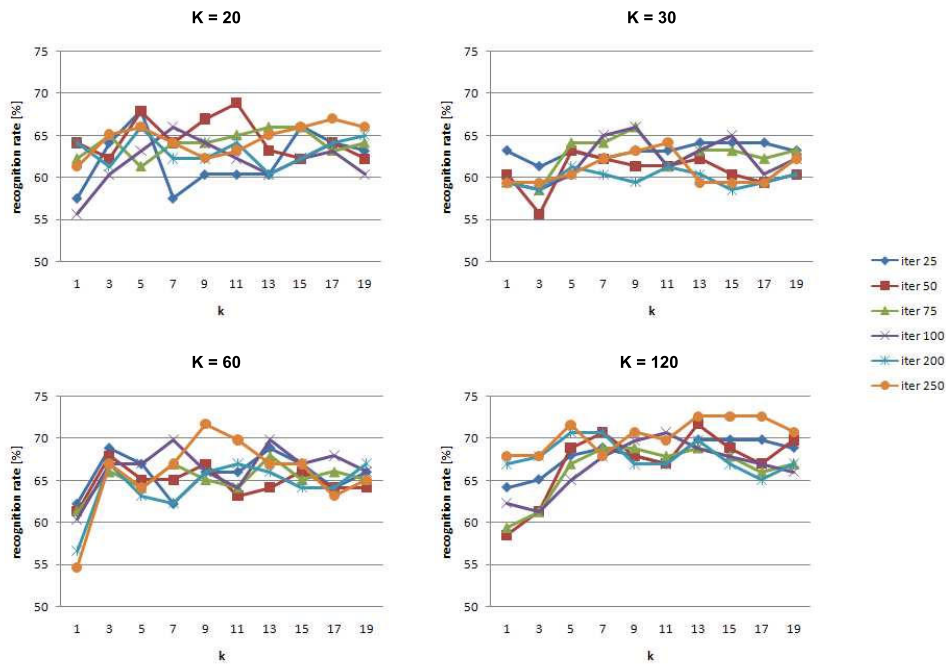 K = 20
75
70
65
60
55
50
recognition rate [%]
1 3 5 7 9 11 13 15 17 19
k
K = 30
75
70
65
60
55
50
recognition rate [%]
1 3 5 7 9 11 13 15 17 19
k
iter 25
iter 50
iter 75
iter 100
iter 200
iter 250
K = 60
75
70
65
60
55
50
recognition rate [%]
1 3 5 7 9 11 13 15 17 19
k
K = 120
75
70
65
60
55
50
recognition rate [%]
1 3 5 7 9 11 13 15 17 19
k